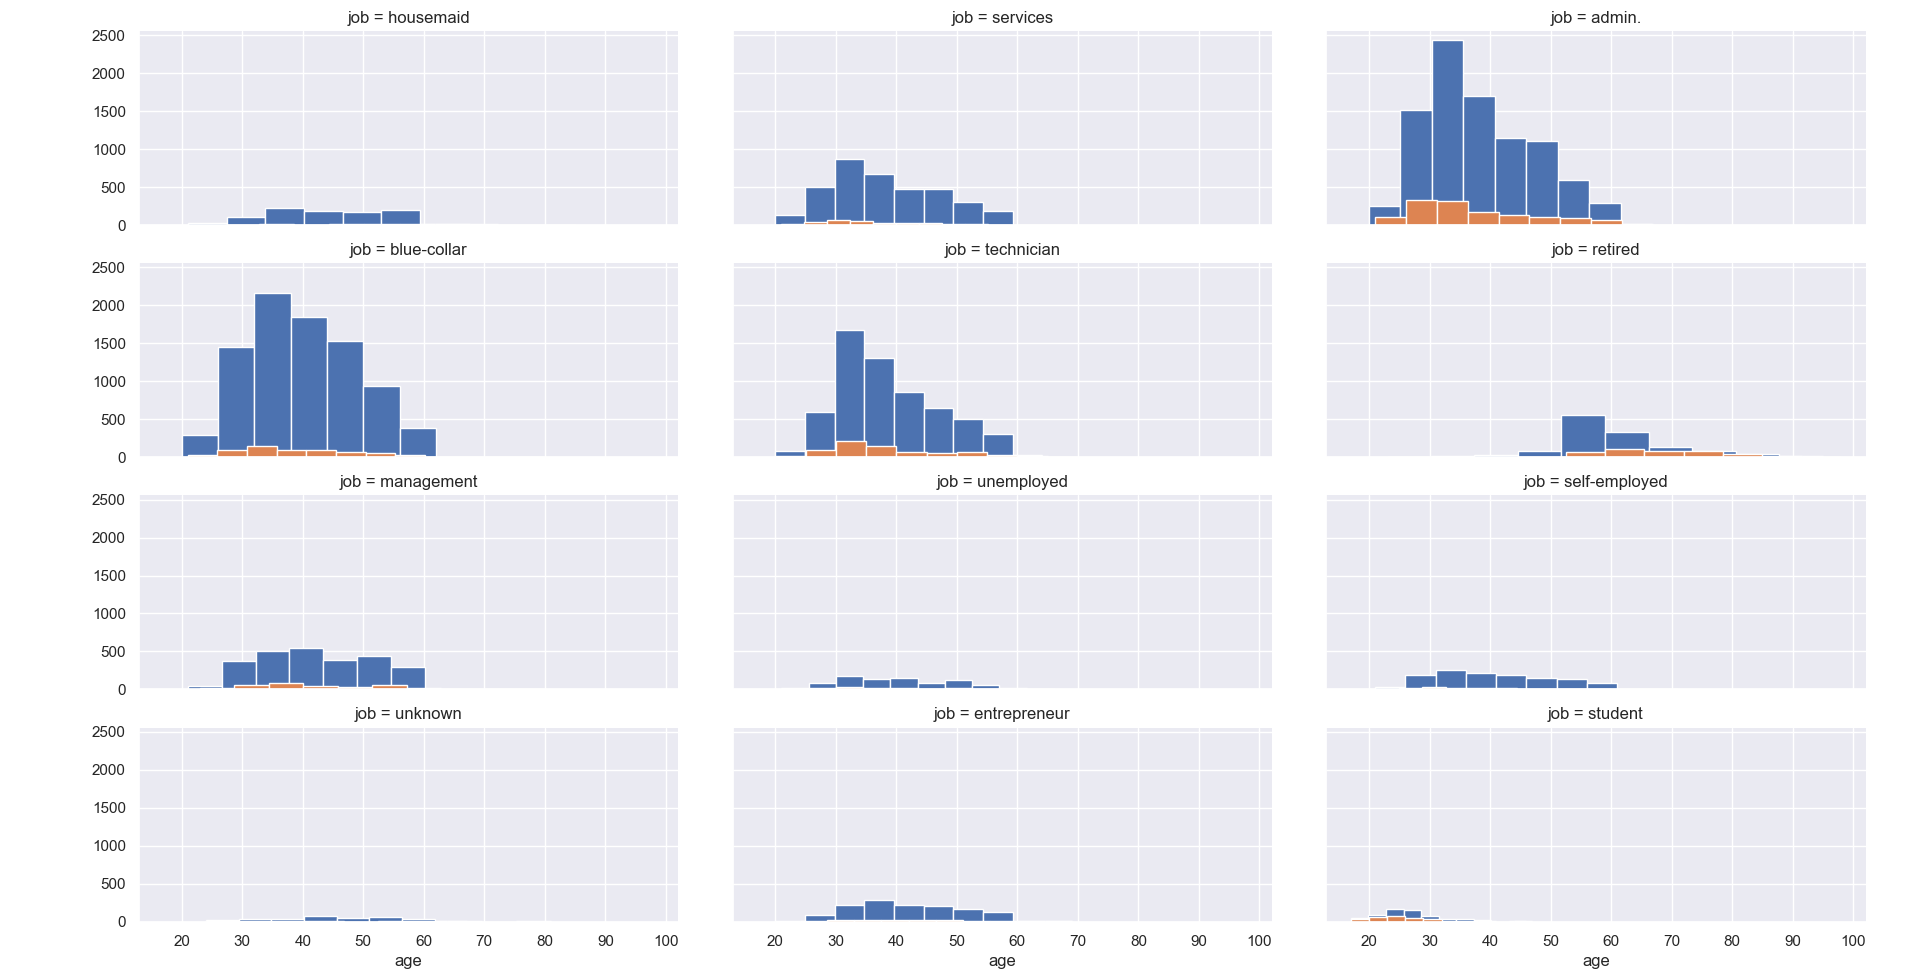 job = housemaid
job = services
job = admin.
2500
2000
1500
1000
500
0
job = blue-collar
job = technician
job = retired
2500
2000
1500
1000
500
0
job = management
job = unemployed
job = self-employed
2500
2000
1500
1000
500
0
job = unknown
job = entrepreneur
job = student
2500
2000
1500
1000
500
0
20 30 40 50 60 70 80 90 100
20 30 40 50 60 70 80 90 100
20 30 40 50 60 70 80 90 100
age
age
age